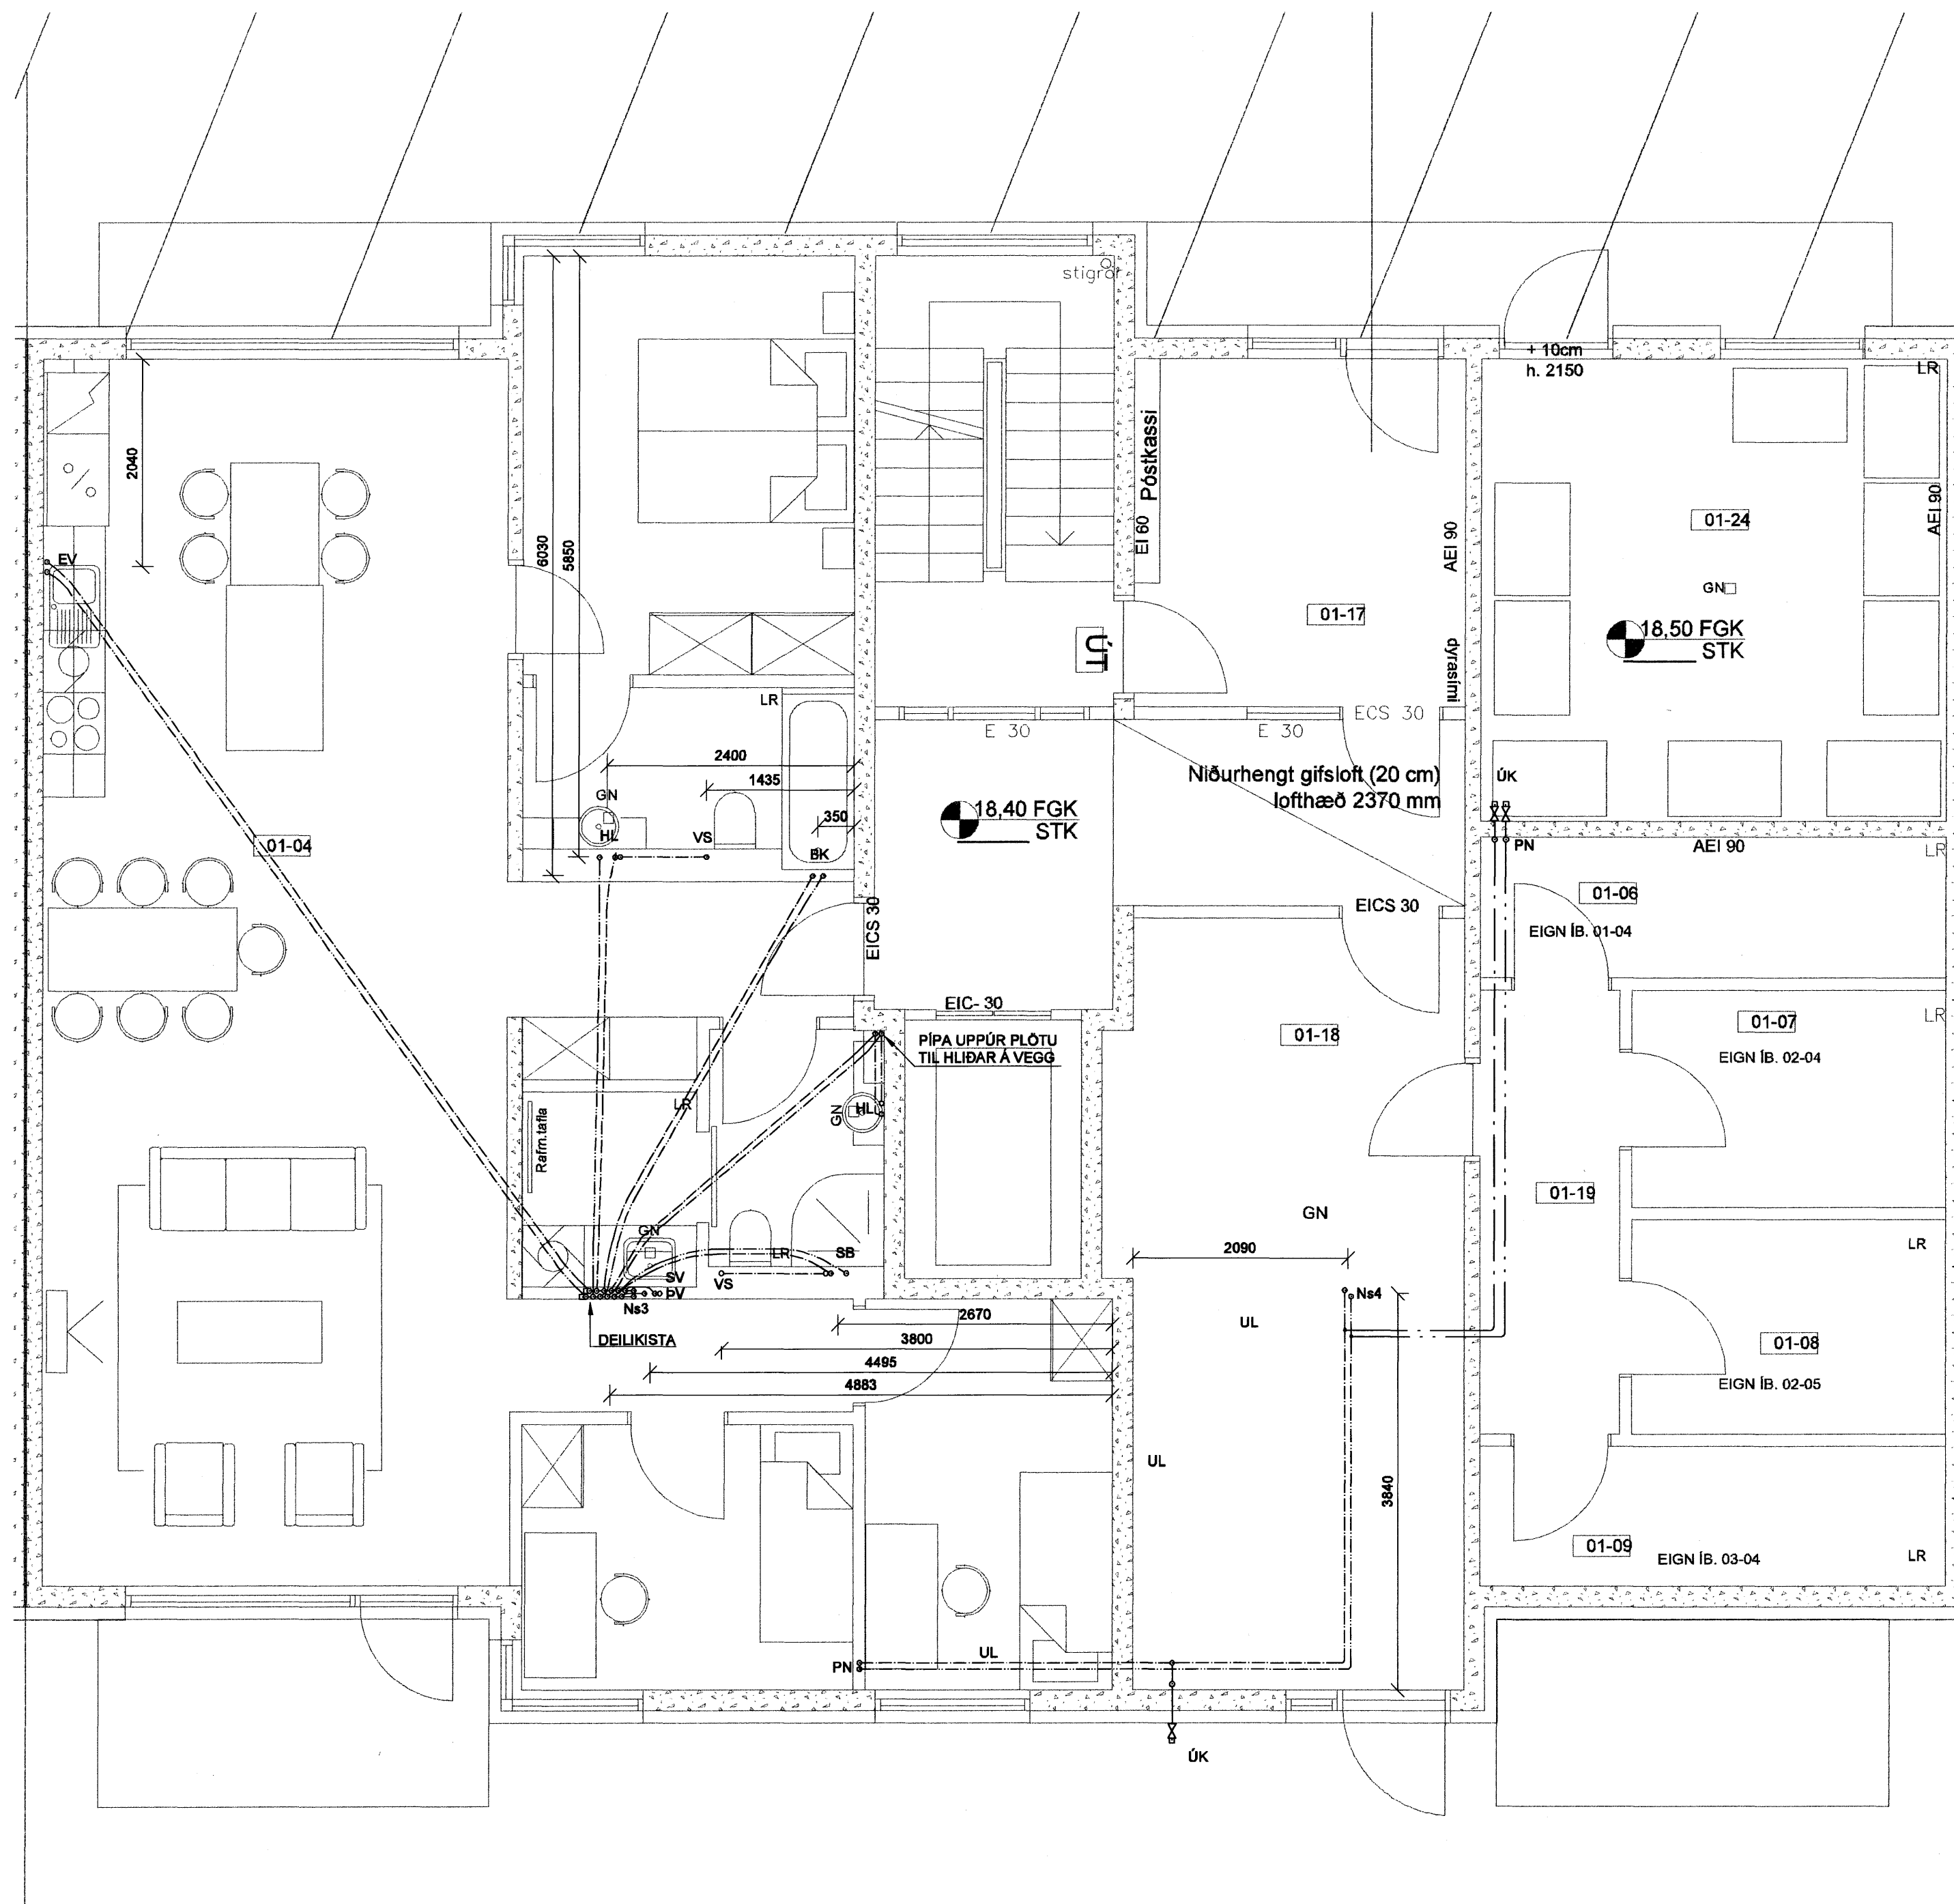 stigrör
+ 10cm
h. 2150
LR
2040
Póstkassi
EI 60
AEI 90
AEI 90
01-24
6030
5850
EV
GN
01-17
18,50 FGK
STK
ÚT
dyrasími
LR
ECS 30
E 30
E 30
2400
1435
Niðurhengt gifsloft (20 cm)
lofthæð 2370 mm
ÚK
GN
350
18,40 FGK
STK
HL
VS
BK
01-04
PN
AEI 90
LR
01-06
EICS 30
EICS 30
EIGN ÍB. 01-04
EIC- 30
01-18
01-07
LR
PÍPA UPPÚR PLÖTU
TIL HLIÐAR Á VEGG
EIGN ÍB. 02-04
LR
GN
HL
Rafm.tafla
01-19
GN
GN
LR
SB
2090
LR
SV
VS
ÞV
Ns3
Ns4
DEILIKISTA
2670
UL
3800
01-08
4495
EIGN ÍB. 02-05
4883
UL
3840
01-09
EIGN ÍB. 03-04
LR
UL
PN
ÚK